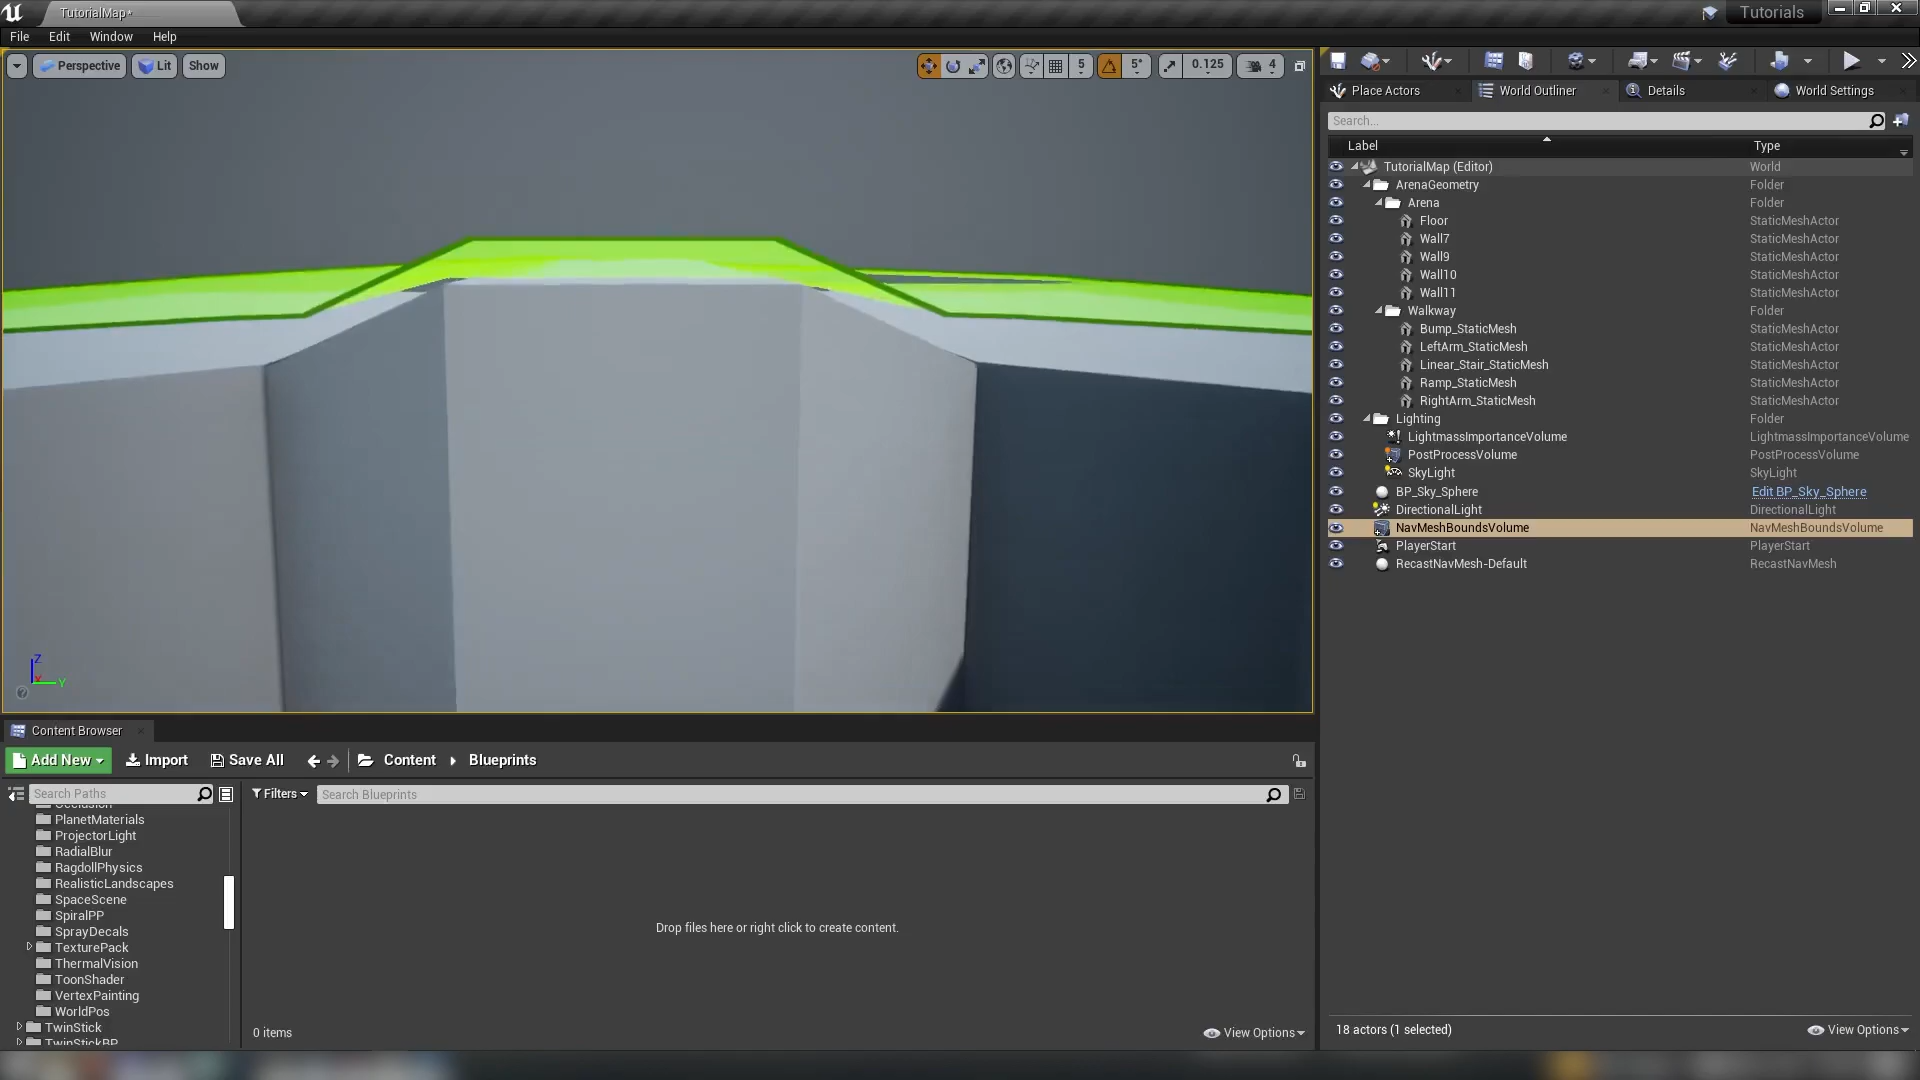 TutorialMap*
Tutorials
File Edit Window Help
Perspective Lit Show
5 5° 0.125 4
Place Actors World Outliner Details World Settings
Search...
Label Type
TutorialMap (Editor) World
ArenaGeometry Folder
Arena Folder
Floor StaticMeshActor
Wall7 StaticMeshActor
Wall9 StaticMeshActor
Wall10 StaticMeshActor
Wall11 StaticMeshActor
Walkway Folder
Bump_StaticMesh StaticMeshActor
LeftArm_StaticMesh StaticMeshActor
Linear_Stair_StaticMesh StaticMeshActor
Ramp_StaticMesh StaticMeshActor
RightArm_StaticMesh StaticMeshActor
Lighting Folder
LightmassImportanceVolume LightmassImportanceVolume
PostProcessVolume PostProcessVolume
SkyLight SkyLight
BP_Sky_Sphere Edit BP_Sky_Sphere
DirectionalLight DirectionalLight
NavMeshBoundsVolume NavMeshBoundsVolume
PlayerStart PlayerStart
RecastNavMesh-Default RecastNavMesh
18 actors (1 selected) View Options
Z
X Y
Content Browser
Add New Import Save All Content Blueprints
Search Paths Filters Search Blueprints
Occlusion
PlanetMaterials
ProjectorLight
RadialBlur
RagdollPhysics
RealisticLandscapes
SpaceScene
SpiralPP
SprayDecals
TexturePack
ThermalVision
ToonShader
VertexPainting
WorldPos
TwinStick
TwinStickBP
Drop files here or right click to create content.
0 items View Options